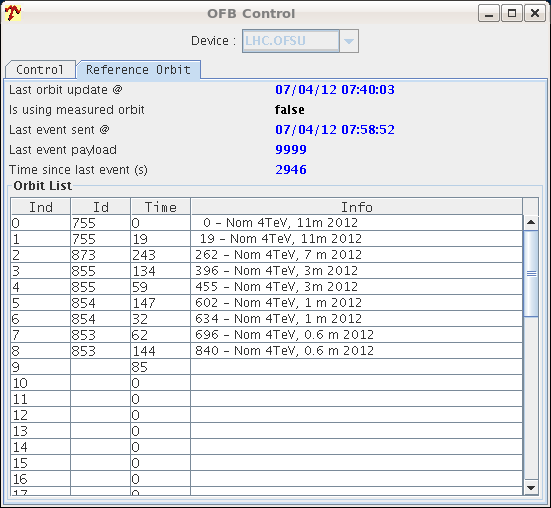 OFB Control
Device : LHC.OFSU
Control Reference Orbit
Last orbit update @ 07/04/12 07:40:03
Is using measured orbit false
Last event sent @ 07/04/12 07:58:52
Last event payload 9999
Time since last event (s) 2946
Orbit List
Ind Id Time Info
0 755 0 0 - Nom 4TeV, 11m 2012
1 755 19 19 - Nom 4TeV, 11m 2012
2 873 243 262 - Nom 4TeV, 7 m 2012
3 855 134 396 - Nom 4TeV, 3m 2012
4 855 59 455 - Nom 4TeV, 3m 2012
5 854 147 602 - Nom 4TeV, 1 m 2012
6 854 32 634 - Nom 4TeV, 1 m 2012
7 853 62 696 - Nom 4TeV, 0.6 m 2012
8 853 144 840 - Nom 4TeV, 0.6 m 2012
9 85
10 0
11 0
12 0
13 0
14 0
15 0
16 0
17 0